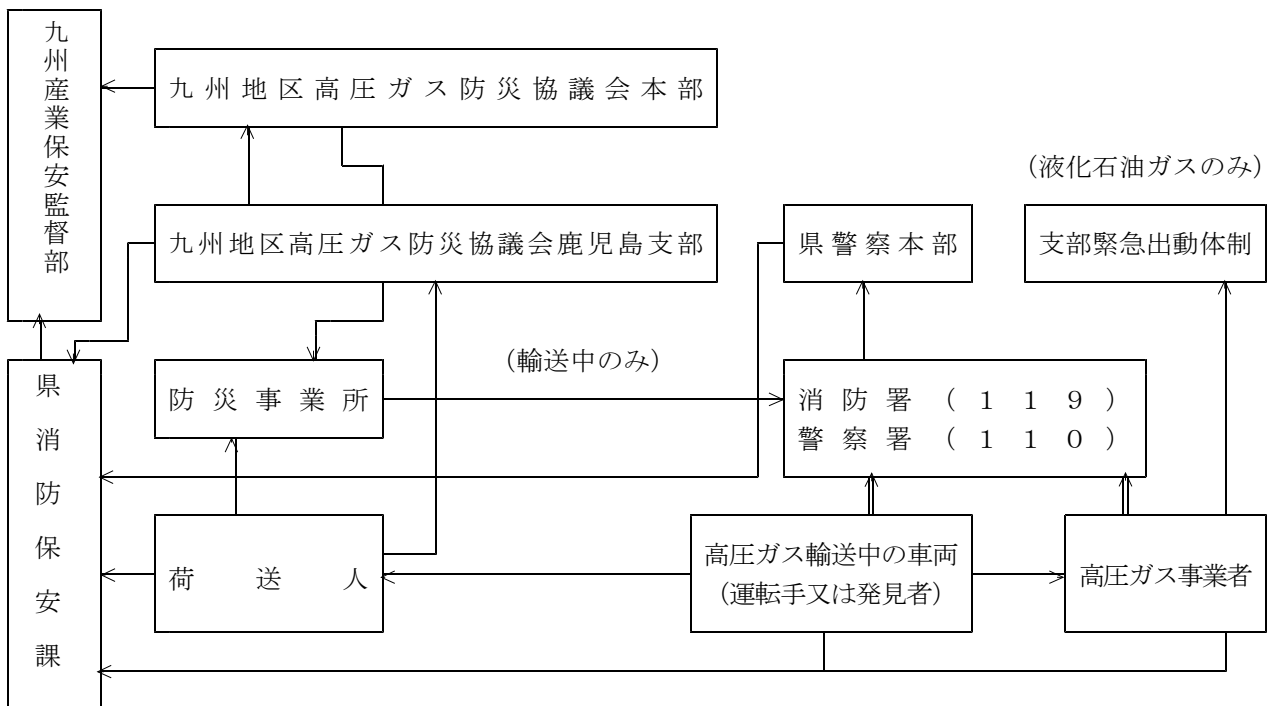 九州産業保安監督部
九州地区高圧ガス防災協議会本部
（液化石油ガスのみ）
九州地区高圧ガス防災協議会鹿児島支部
県警察本部
支部緊急出動体制
（輸送中のみ）
県消防保安課
防災事業所
消防署（１１９）
警察署（１１０）
荷送人
高圧ガス輸送中の車両
（運転手又は発見者）
高圧ガス事業者